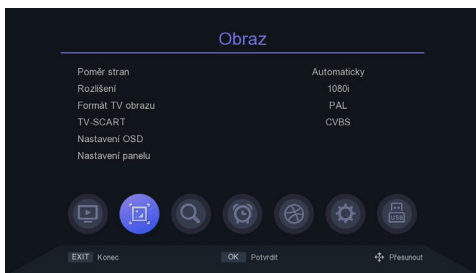 Obraz
Poměr stran Automaticky
Rozlišení 1080i
Formát TV obrazu PAL
TV-SCART CVBS
Nastavení OSD
Nastavení panelu
USB
EXIT Konec OK Potvrdit Přesunout